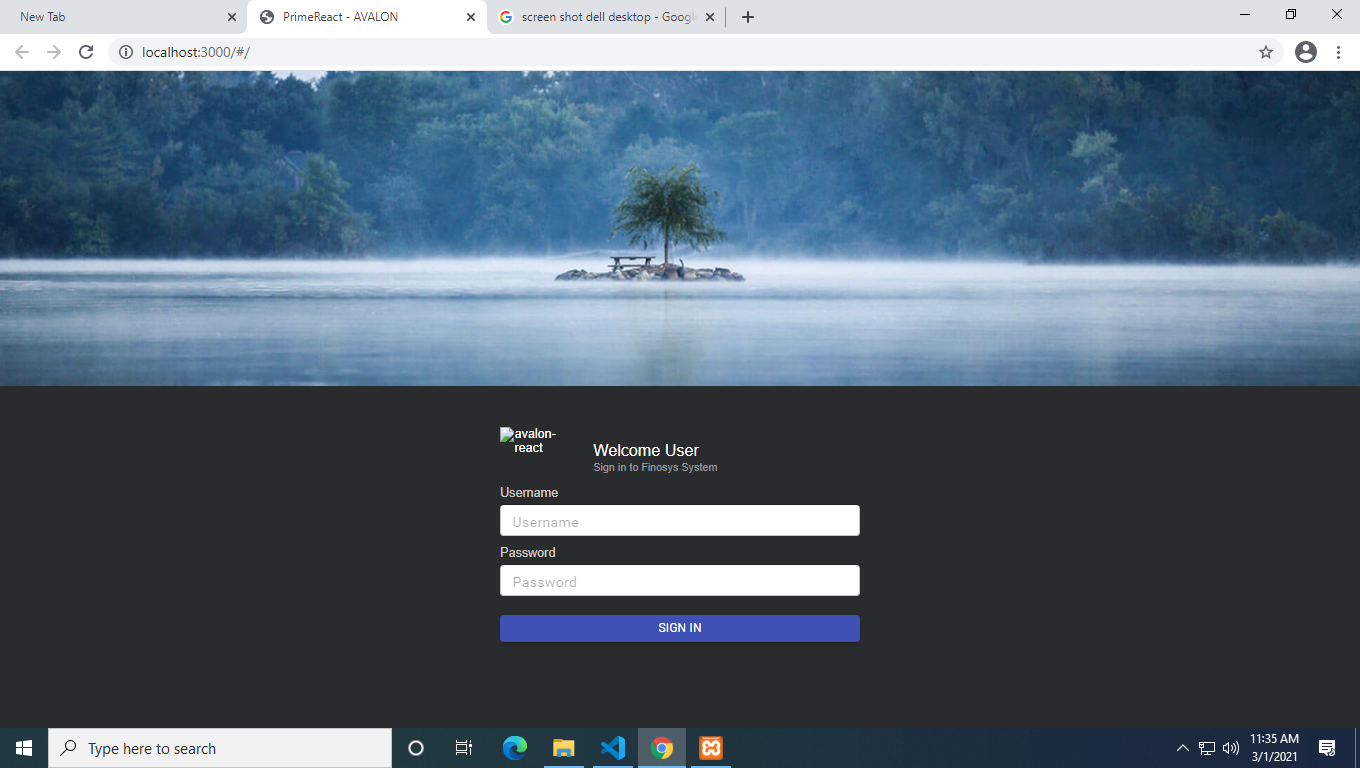 New Tab
PrimeReact - AVALON
screen shot dell desktop - Google
localhost:3000/#/
avalon-
react
Welcome User
Sign in to Finosys System
Username
Username
Password
Password
SIGN IN
Type here to search
11:35 AM
3/1/2021